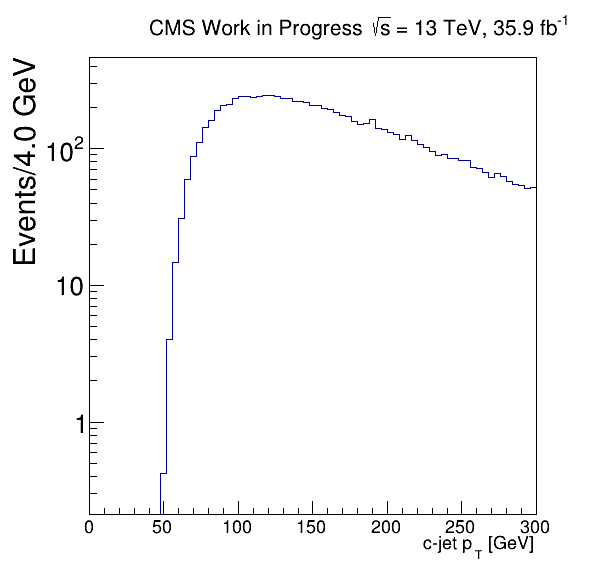 CMS Work in Progress √s = 13 TeV, 35.9 fb⁻¹
Events/4.0 GeV
10²
10
1
0 50 100 150 200 250 300
c-jet p_T [GeV]